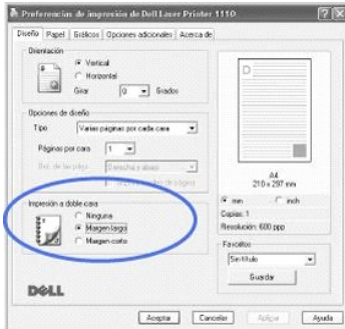 Preferencias de impresión de Dell Laser Printer 1110
Diseño Papel Gráficos Opciones adicionales Acerca de
Orientación
Vertical
Horizontal
Girar 0 Grados
Opciones de diseño
Tipo Varias páginas por cada cara
Páginas por cara 1
Derecha y abajo
Impresión a doble cara
Ninguna
Margen largo
Margen corto
A4
210 x 297 mm
mm inch
Copias: 1
Resolución: 600 ppp
Favoritos
Sin título
Guardar
DELL
Aceptar Cancelar Aplicar Ayuda